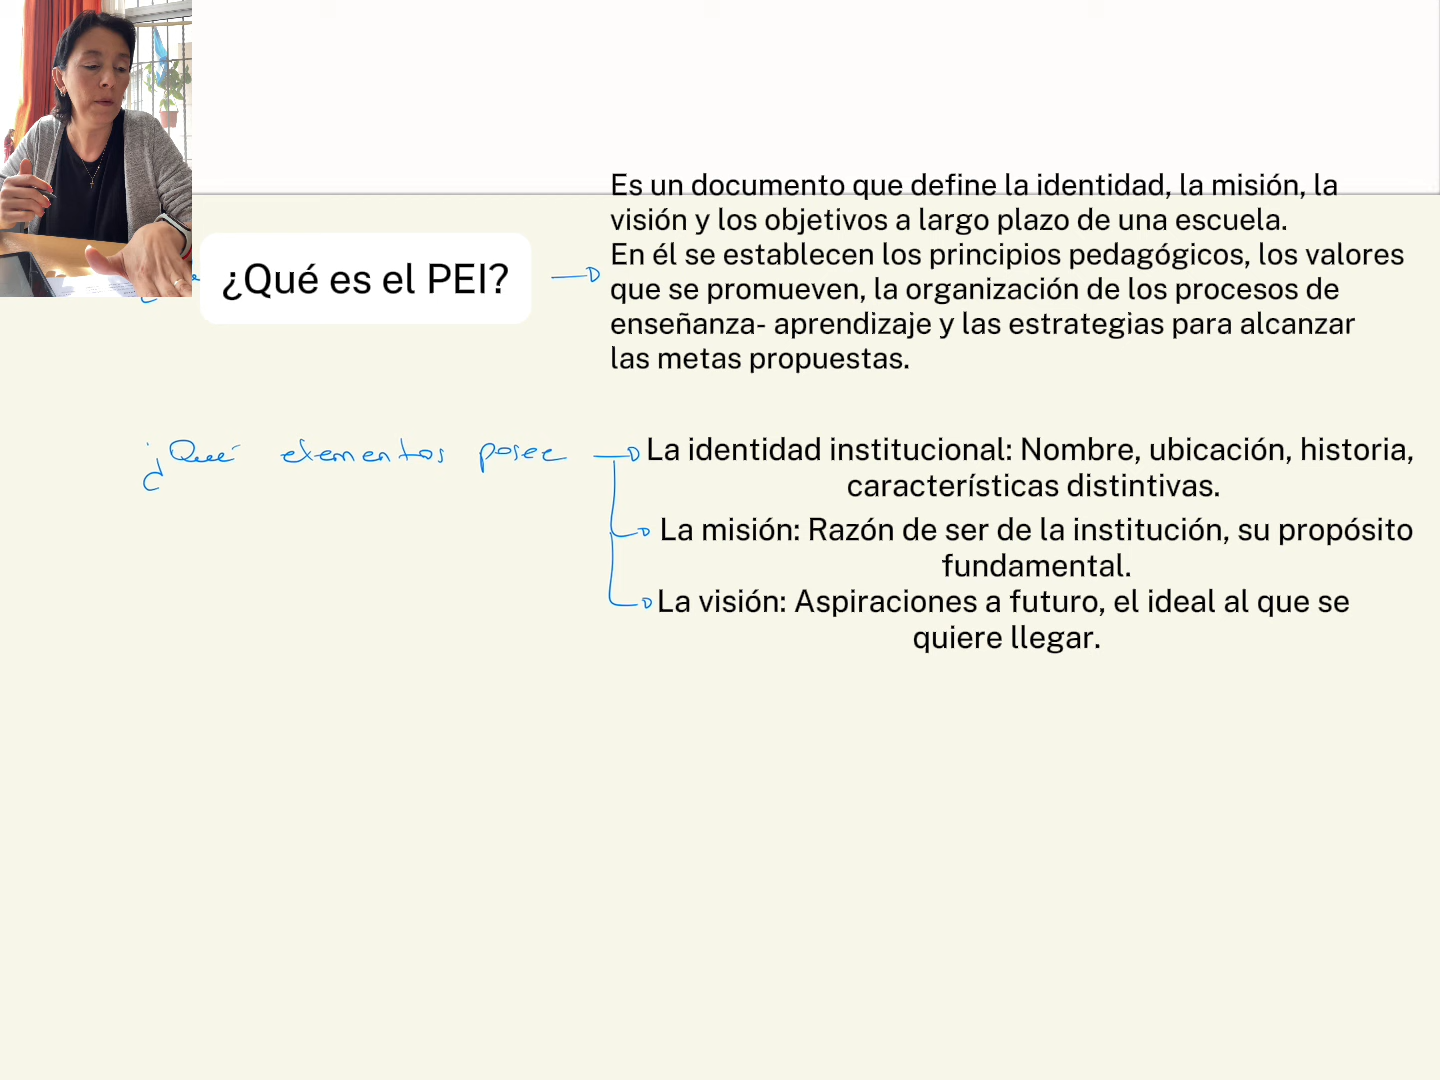 Es un documento que define la identidad, la misión, la
visión y los objetivos a largo plazo de una escuela.
En él se establecen los principios pedagógicos, los valores
que se promueven, la organización de los procesos de
enseñanza- aprendizaje y las estrategias para alcanzar
las metas propuestas.
¿Qué es el PEI?
¿Qué elementos posee
La identidad institucional: Nombre, ubicación, historia,
características distintivas.
La misión: Razón de ser de la institución, su propósito
fundamental.
La visión: Aspiraciones a futuro, el ideal al que se
quiere llegar.